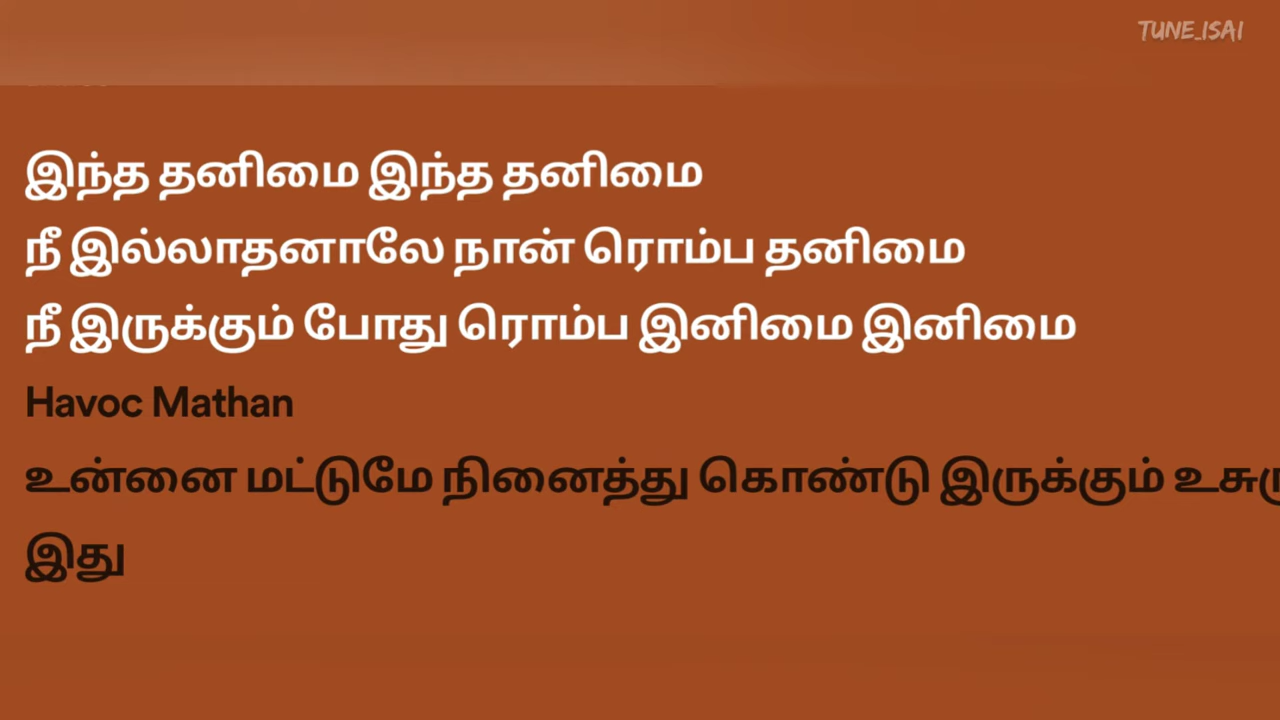 TUNE_ISAI
இந்த தனிமை இந்த தனிமை
நீ இல்லாதனாலே நான் ரொம்ப தனிமை
நீ இருக்கும் போது ரொம்ப இனிமை இனிமை
Havoc Mathan
உன்னை மட்டுமே நினைத்து கொண்டு இருக்கும்
இது